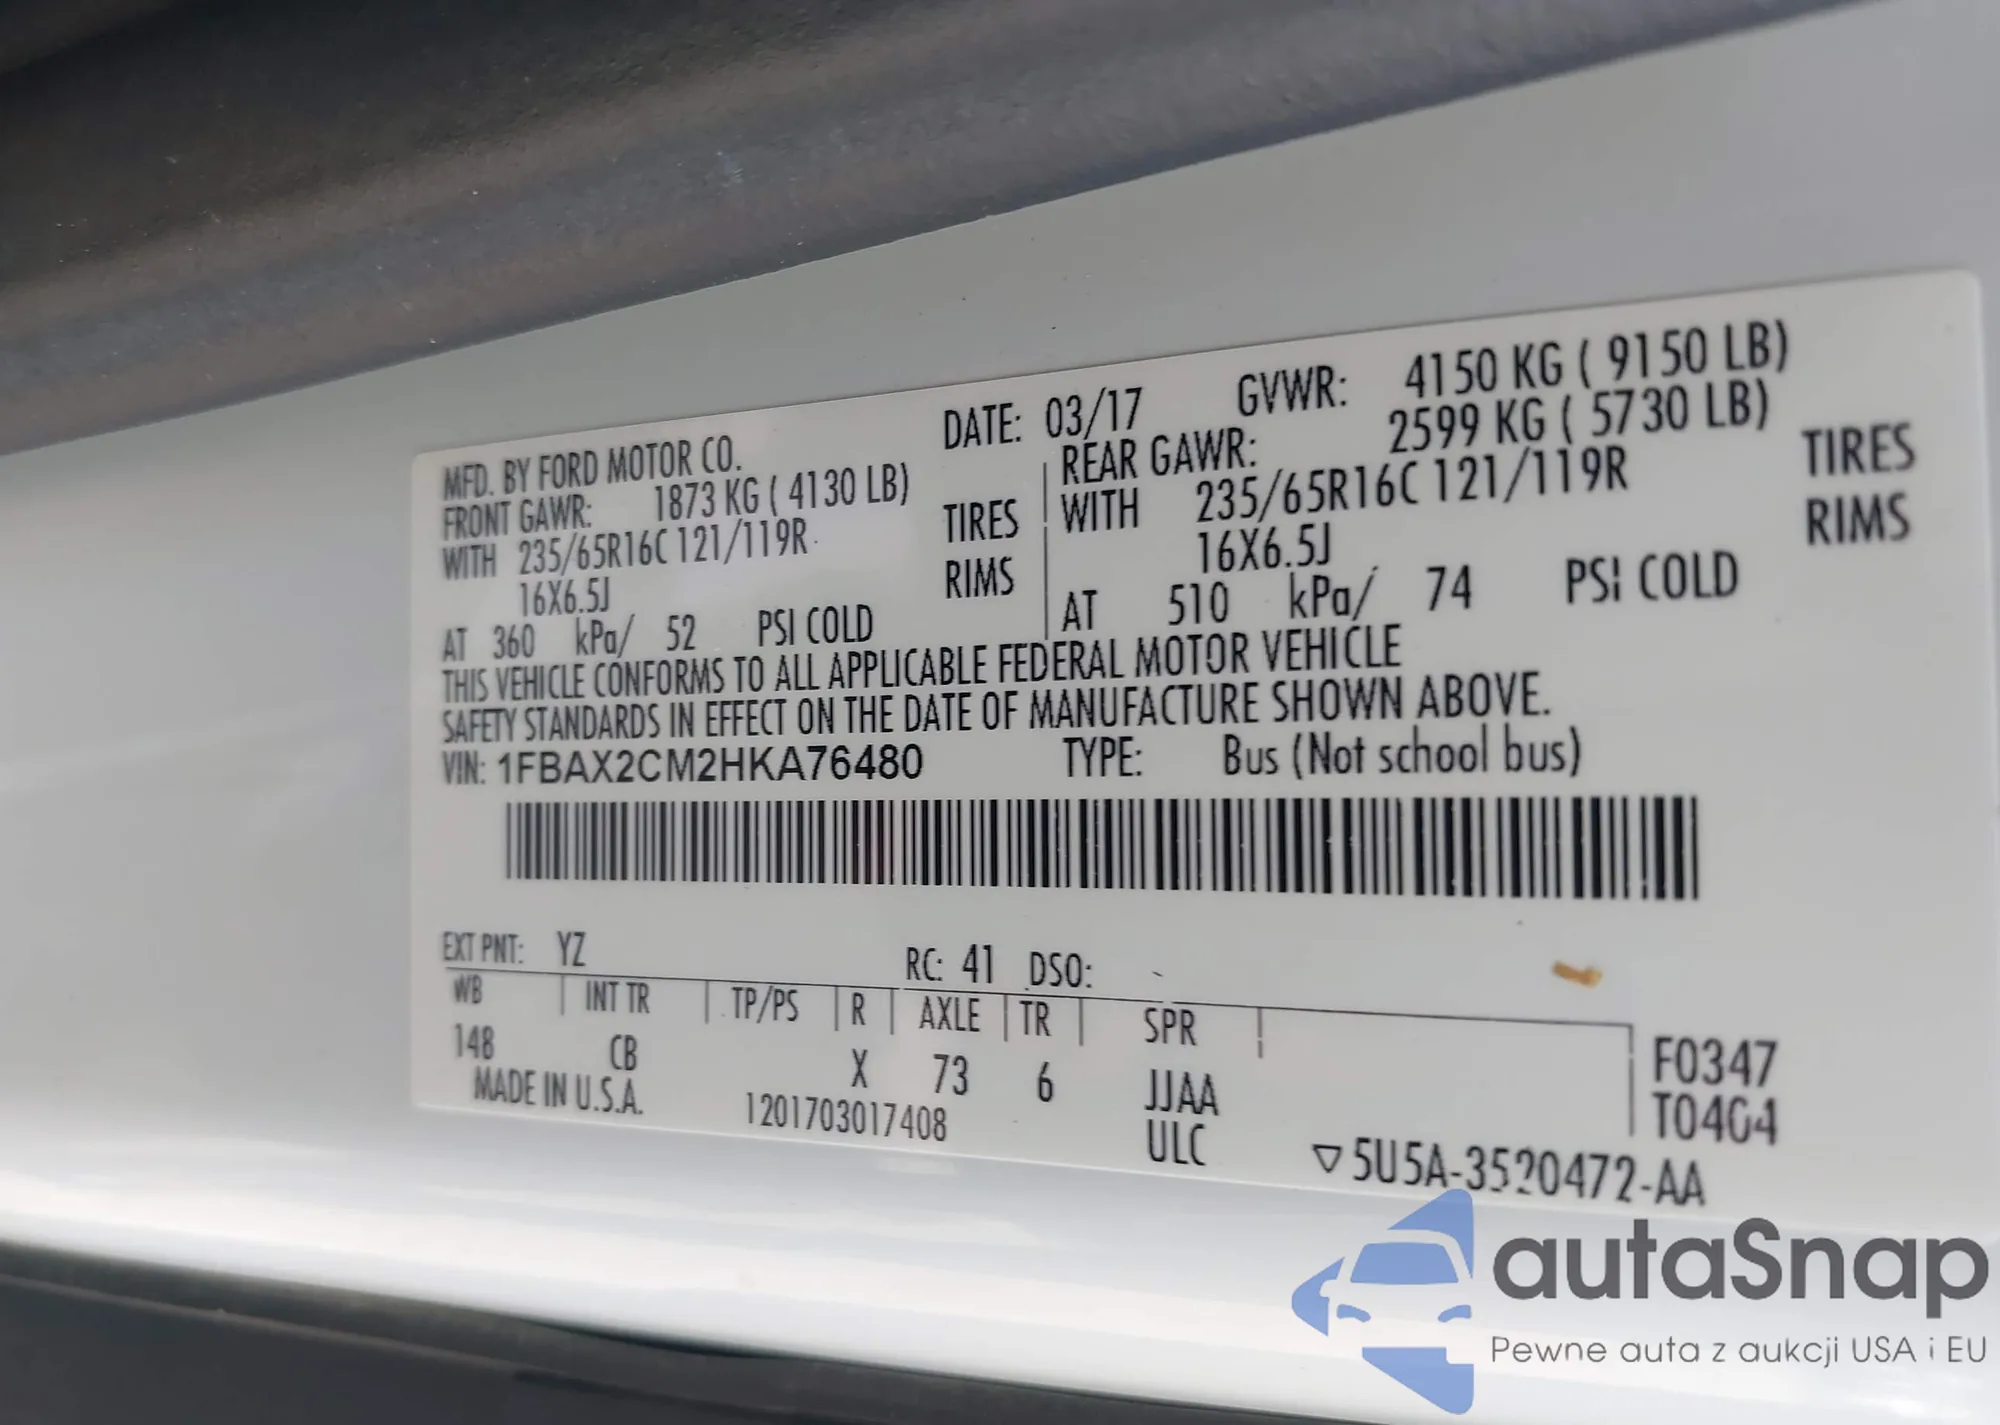 MFD. BY FORD MOTOR CO. DATE: 03/17 GVWR: 4150 KG ( 9150 LB)
FRONT GAWR: 1873 KG ( 4130 LB) REAR GAWR: 2599 KG ( 5730 LB)
WITH 235/65R16C 121/119R TIRES WITH 235/65R16C 121/119R TIRES
16X6.5J RIMS 16X6.5J RIMS
AT 360 kPa/ 52 PSI COLD AT 510 kPa/ 74 PSI COLD
THIS VEHICLE CONFORMS TO ALL APPLICABLE FEDERAL MOTOR VEHICLE
SAFETY STANDARDS IN EFFECT ON THE DATE OF MANUFACTURE SHOWN ABOVE.
VIN: 1FBAX2CM2HKA76480 TYPE: Bus (Not school bus)
EXT PNT: YZ RC: 41 DSO:
WB INT TR TP/PS R AXLE TR SPR
148 CB X 73 6 JJAA F0347
MADE IN U.S.A. 1201703017408 ULC T0404
▽5U5A-3520472-AA
autaSnap
Pewne auta z aukcji USA i EU